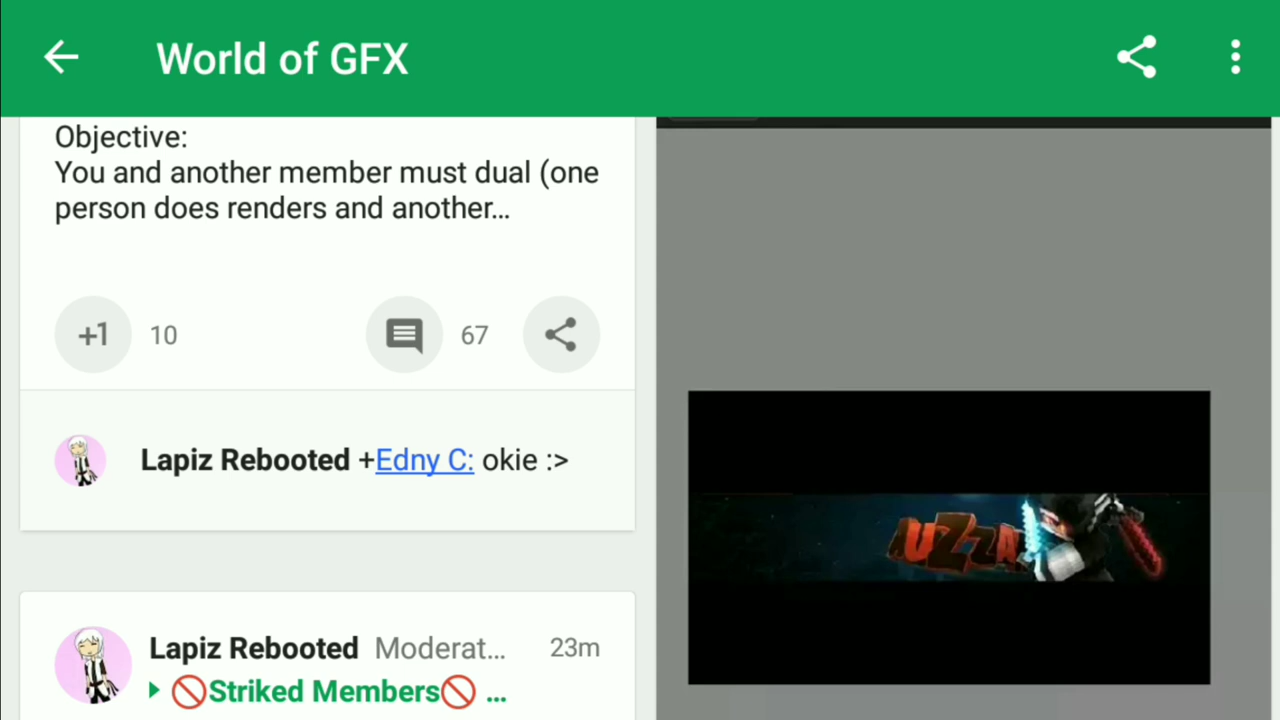 World of GFX
Objective:
You and another member must dual (one
person does renders and another...
+1 10 67
Lapiz Rebooted +Edny C: okie :>
Lapiz Rebooted Moderat... 23m
🚫Striked Members🚫 ...
AUZZA